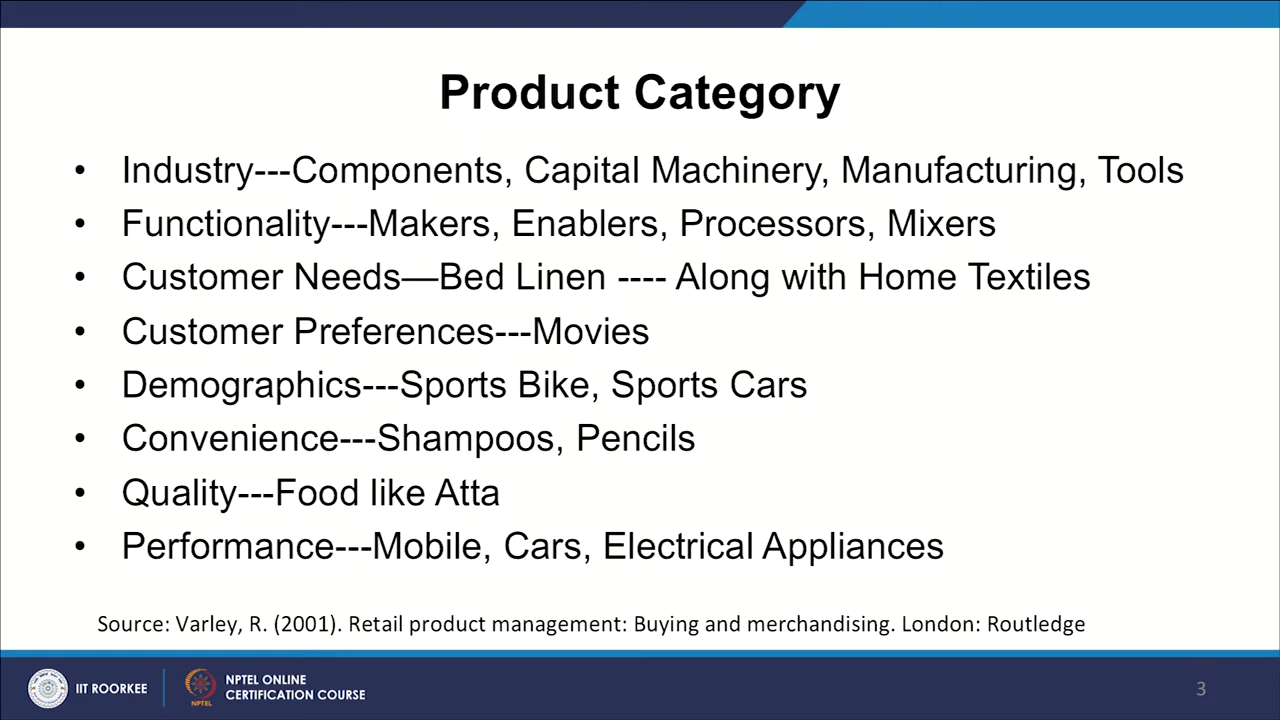 Product Category
• Industry---Components, Capital Machinery, Manufacturing, Tools
• Functionality---Makers, Enablers, Processors, Mixers
• Customer Needs—Bed Linen ---- Along with Home Textiles
• Customer Preferences---Movies
• Demographics---Sports Bike, Sports Cars
• Convenience---Shampoos, Pencils
• Quality---Food like Atta
• Performance---Mobile, Cars, Electrical Appliances
Source: Varley, R. (2001). Retail product management: Buying and merchandising. London: Routledge
IIT ROORKEE
NPTEL
NPTEL ONLINE
CERTIFICATION COURSE
3